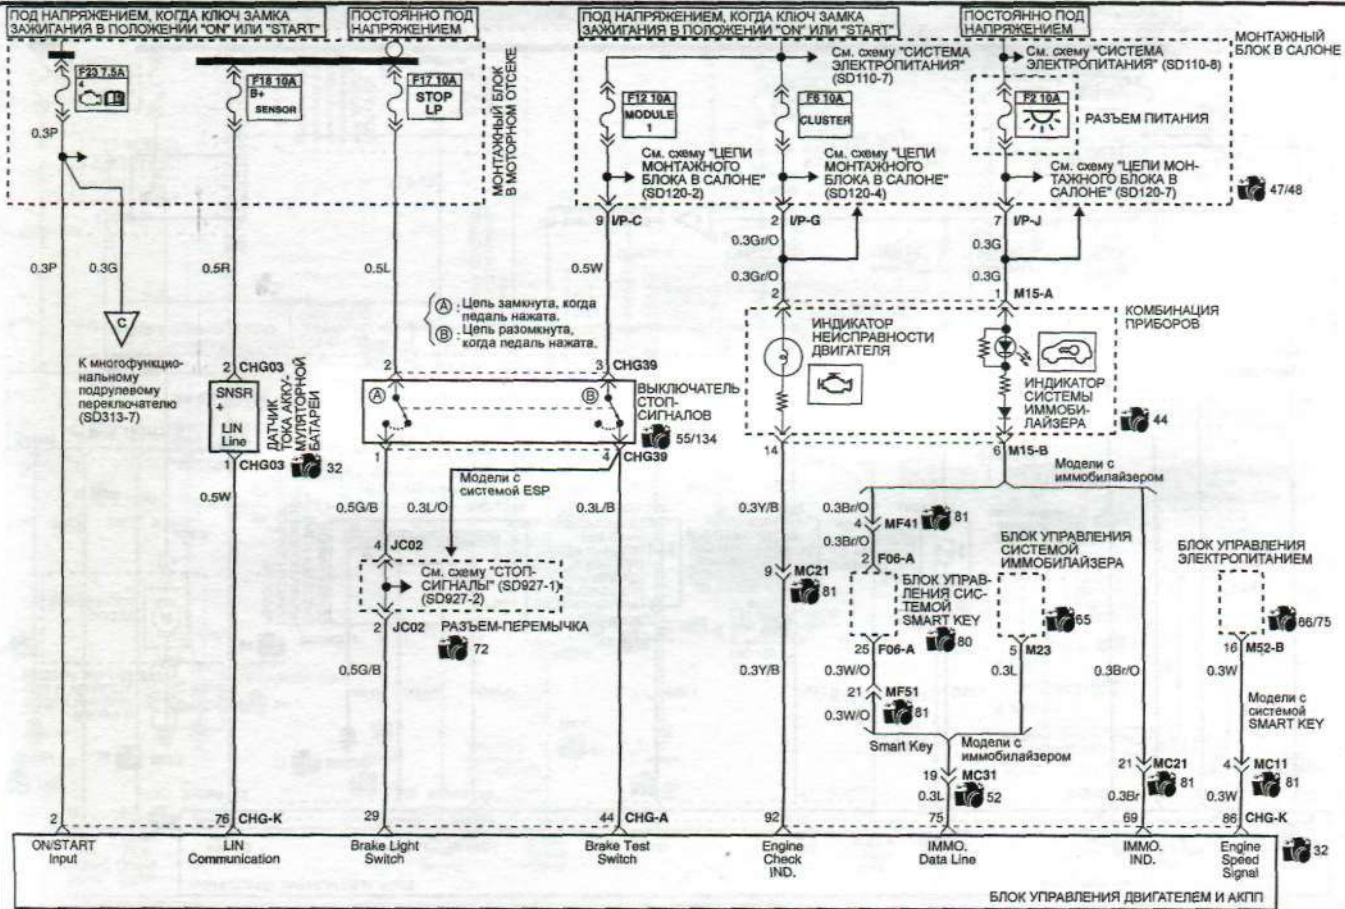 ПОД НАПРЯЖЕНИЕМ, КОГДА КЛЮЧ ЗАМКА
ЗАЖИГАНИЯ В ПОЛОЖЕНИИ "ON" ИЛИ "START"
ПОСТОЯННО ПОД
НАПРЯЖЕНИЕМ
ПОД НАПРЯЖЕНИЕМ, КОГДА КЛЮЧ ЗАМКА
ЗАЖИГАНИЯ В ПОЛОЖЕНИИ "ON" ИЛИ "START"
ПОСТОЯННО ПОД
НАПРЯЖЕНИЕМ
МОНТАЖНЫЙ
БЛОК В САЛОНЕ
F23 7.5A
4
F18 10A
B+
SENSOR
F17 10A
STOP
LP
МОНТАЖНЫЙ БЛОК
В МОТОРНОМ ОТСЕКЕ
См. схему "СИСТЕМА
ЭЛЕКТРОПИТАНИЯ"
(SD110-7)
См. схему "СИСТЕМА
ЭЛЕКТРОПИТАНИЯ" (SD110-8)
F12 10A
MODULE
1
F6 10A
CLUSTER
F2 10A
РАЗЪЕМ ПИТАНИЯ
0.3P
См. схему "ЦЕПИ
МОНТАЖНОГО
БЛОКА В САЛОНЕ"
(SD120-2)
См. схему "ЦЕПИ
МОНТАЖНОГО
БЛОКА В САЛОНЕ"
(SD120-4)
См. схему "ЦЕПИ МОН-
ТАЖНОГО БЛОКА В
САЛОНЕ" (SD120-7)
47/48
9 I/P-C
2 I/P-G
7 I/P-J
0.3Gr/O
0.3G
0.3P
0.3G
0.5R
0.5L
0.5W
0.3Gr/O
0.3G
2
1 M15-A
A : Цепь замкнута, когда
педаль нажата.
B : Цепь разомкнута,
когда педаль нажата.
КОМБИНАЦИЯ
ПРИБОРОВ
ИНДИКАТОР
НЕИСПРАВНОСТИ
ДВИГАТЕЛЯ
C
К многофункцио-
нальному
подрулевому
переключателю
(SD313-7)
2 CHG03
2
3 CHG39
SNSR
+
LIN
Line
ДАТЧИК
ТОКА АККУ-
МУЛЯТОРНОЙ
БАТАРЕИ
A
B
ВЫКЛЮЧАТЕЛЬ
СТОП-
СИГНАЛОВ
55/134
ИНДИКАТОР
СИСТЕМЫ
ИММОБИ-
ЛАЙЗЕРА
44
1 CHG03
32
1
4 CHG39
14
6 M15-B
Модели с
системой ESP
Модели с
иммобилайзером
0.5W
0.5G/B
0.3L/O
0.3L/B
0.3Y/B
0.3Br/O
4 MF41
81
0.3Br/O
2 F06-A
4 JC02
См. схему "СТОП-
СИГНАЛЫ" (SD927-1)
(SD927-2)
2 JC02
РАЗЪЕМ-ПЕРЕМЫЧКА
72
9 MC21
81
БЛОК УПРАВ-
ЛЕНИЯ СИС-
ТЕМОЙ
SMART KEY
80
БЛОК УПРАВЛЕНИЯ
СИСТЕМОЙ
ИММОБИЛАЙЗЕРА
65
БЛОК УПРАВЛЕНИЯ
ЭЛЕКТРОПИТАНИЕМ
86/75
25 F06-A
5 M23
16 M52-B
0.5G/B
0.3Y/B
0.3W/O
0.3L
0.3Br/O
0.3W
21 MF51
81
0.3W/O
Модели с
системой
SMART KEY
Smart Key
Модели с
иммобилайзером
19 MC31
52
0.3L
21 MC21
81
0.3Br
4 MC11
81
0.3W
2
76 CHG-K
29
44 CHG-A
92
75
69
86 CHG-K
ON/START
Input
LIN
Communication
Brake Light
Switch
Brake Test
Switch
Engine
Check
IND.
IMMO.
Data Line
IMMO.
IND.
Engine
Speed
Signal
32
БЛОК УПРАВЛЕНИЯ ДВИГАТЕЛЕМ И АКПП